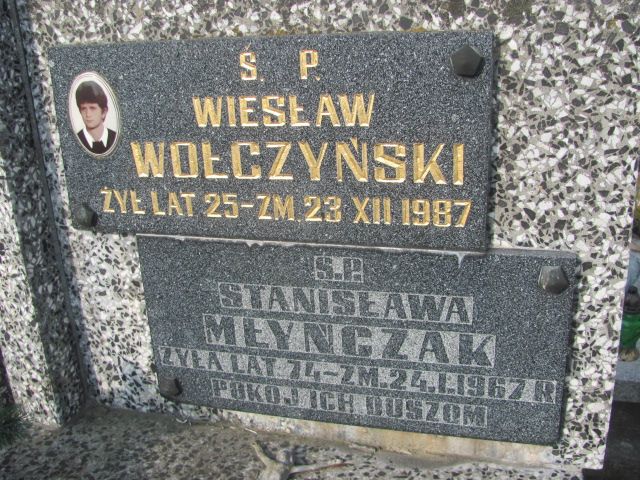 Ś P.
WIESŁAW
WOŁCZYŃSKI
ŻYŁ LAT 25-ZM 23 XII 1987
Ś.P.
STANISŁAWA
MŁYŃCZAK
ŻYŁA LAT 74-ZM.24.I.1967 R
POKÓJ ICH DUSZOM